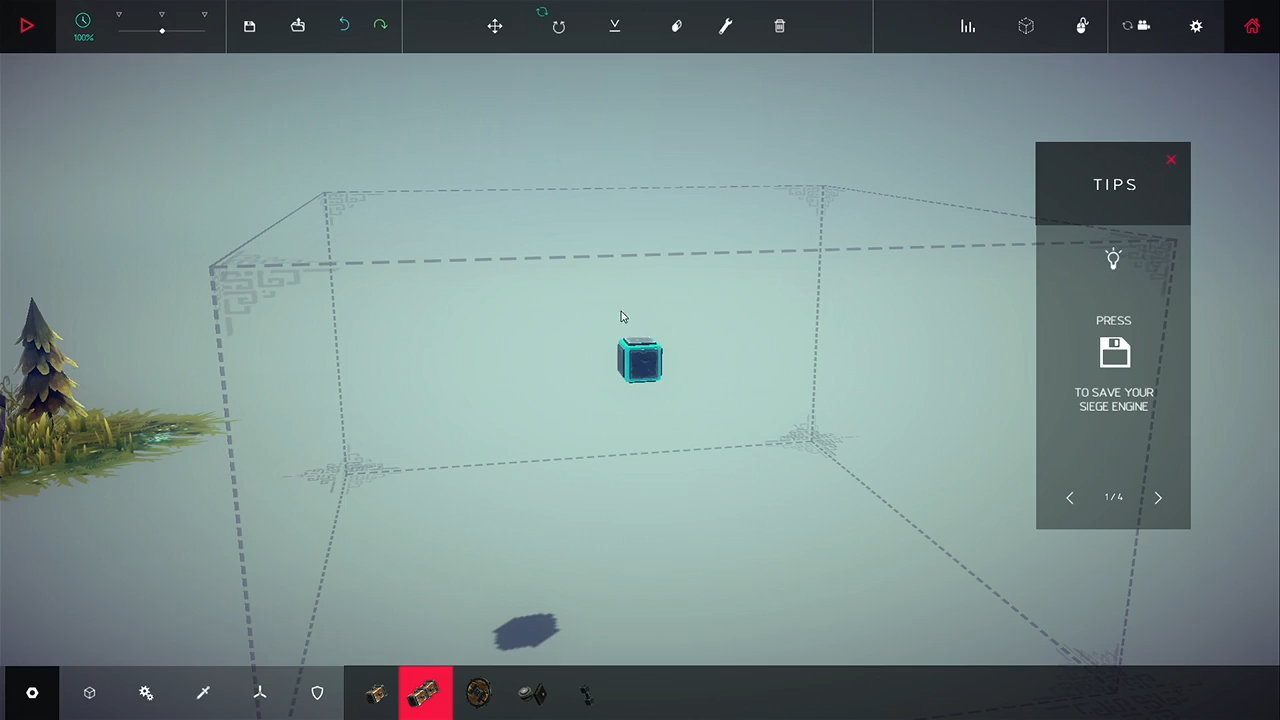 100%
TIPS
PRESS
TO SAVE YOUR
SIEGE ENGINE
1/4